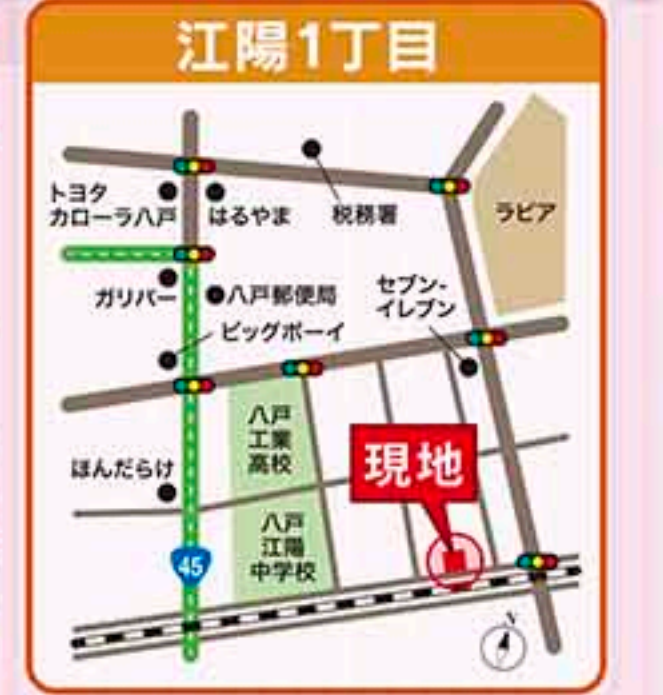 江陽1丁目
トヨタ
カローラ八戸
はるやま
税務署
ラピア
ガリバー
八戸郵便局
セブン-
イレブン
ビッグボーイ
八戸
工業
高校
現地
ほんだらけ
八戸
江陽
中学校
45
N